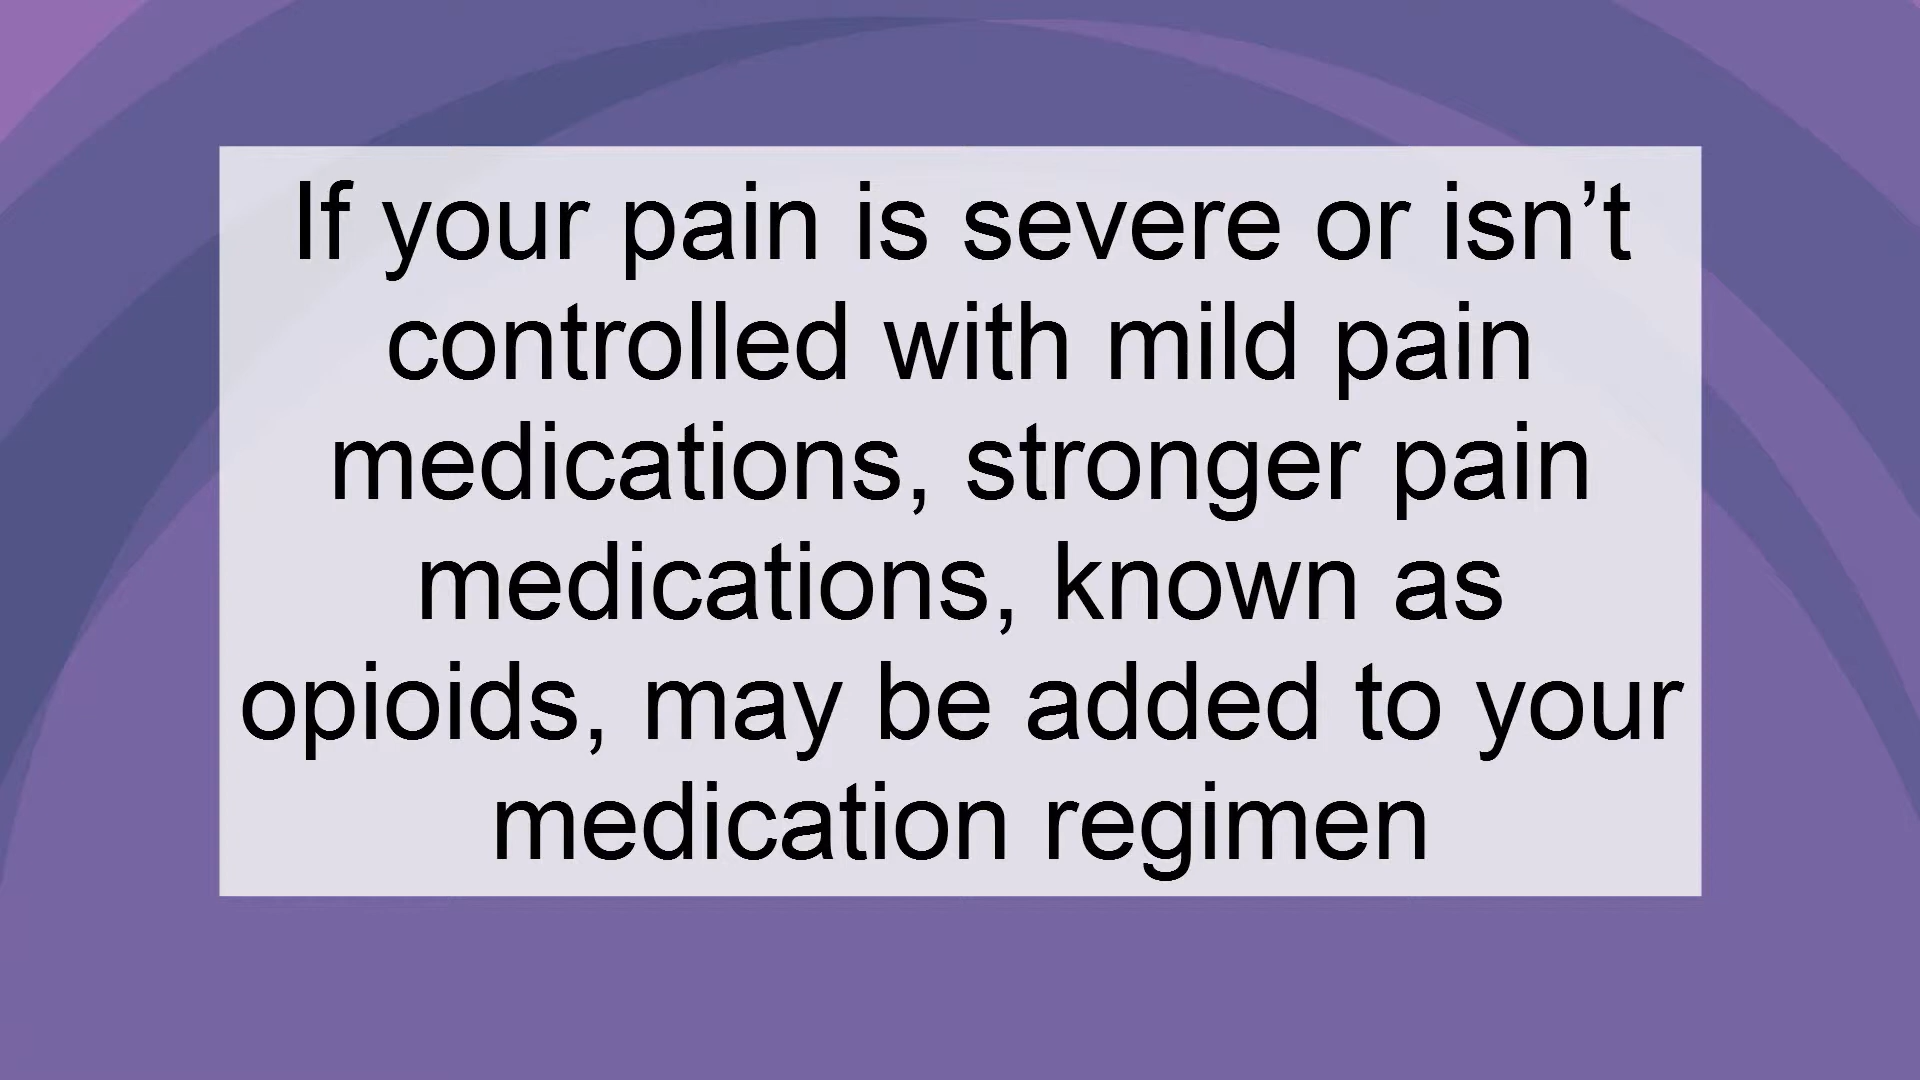 If your pain is severe or isn’t
controlled with mild pain
medications, stronger pain
medications, known as
opioids, may be added to your
medication regimen